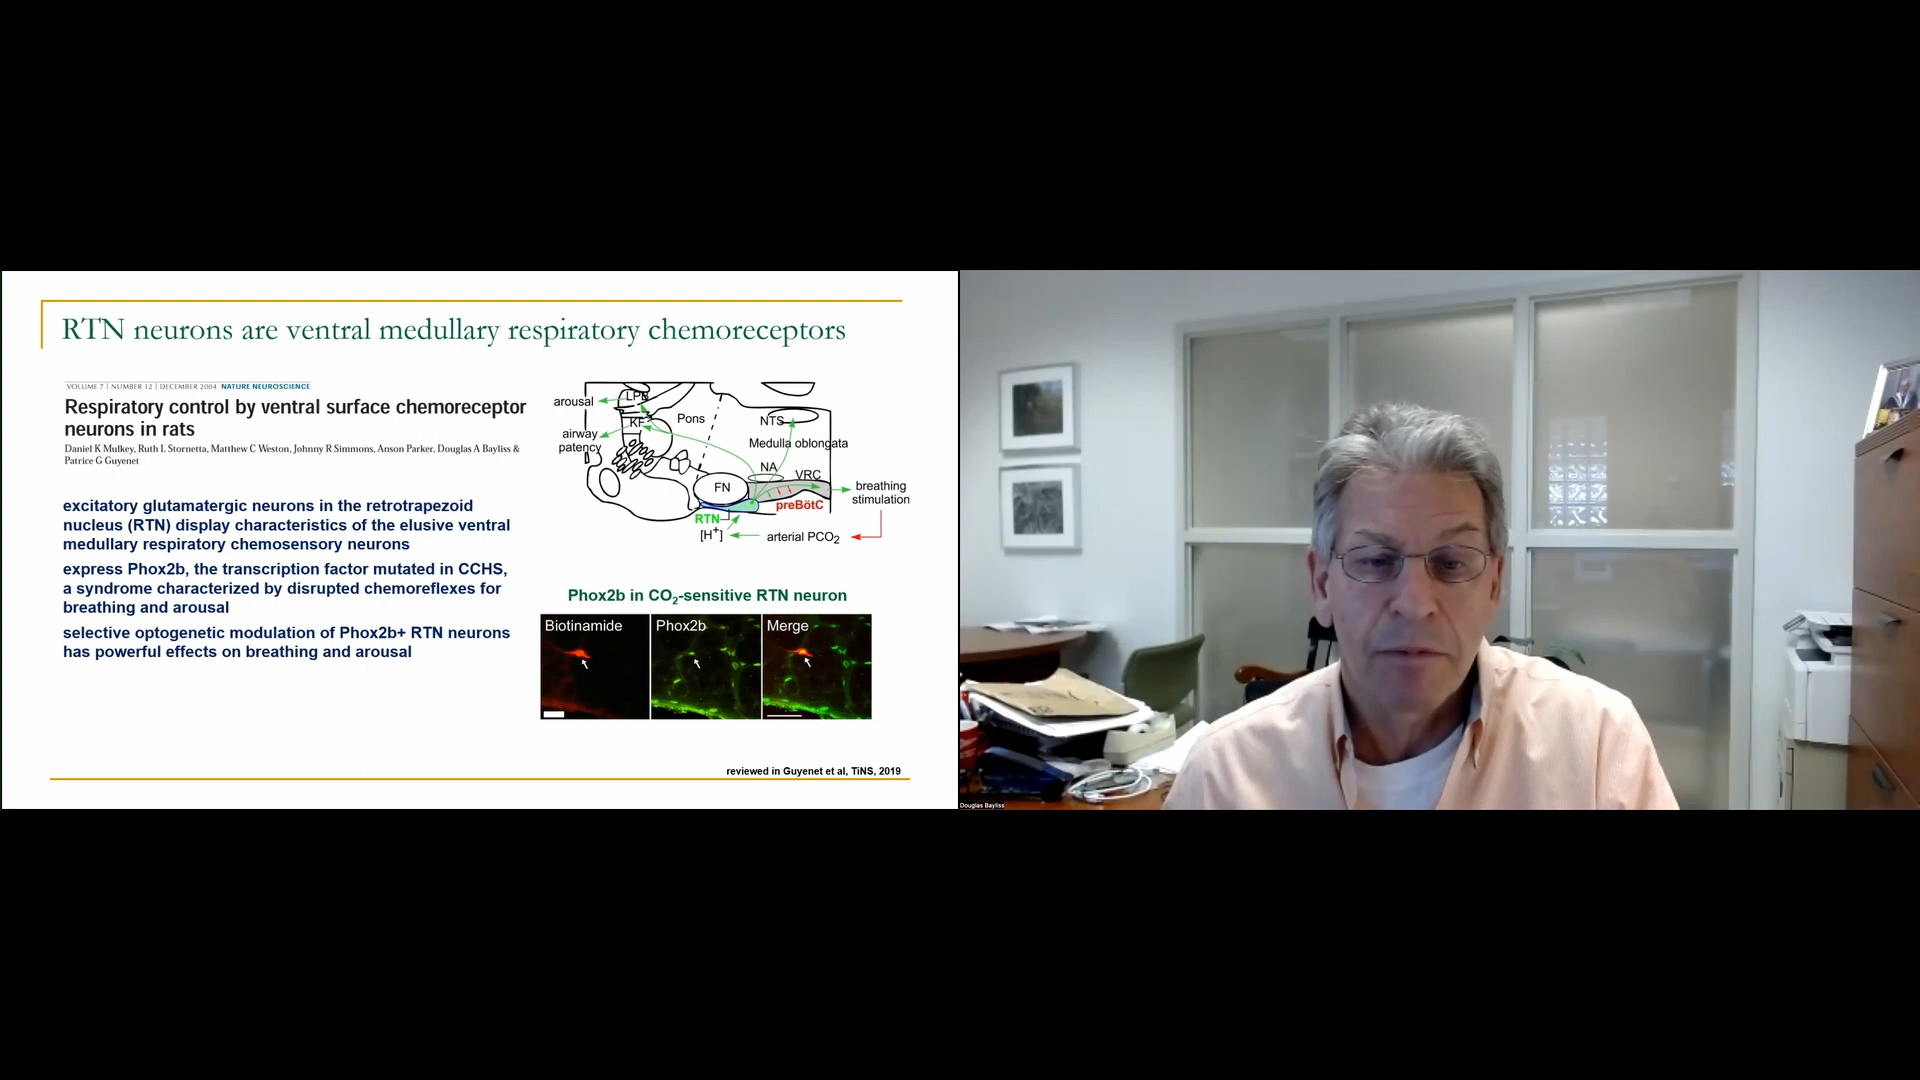 RTN neurons are ventral medullary respiratory chemoreceptors
VOLUME 7 | NUMBER 12 | DECEMBER 2004 NATURE NEUROSCIENCE
Respiratory control by ventral surface chemoreceptor
neurons in rats
Daniel K Mulkey, Ruth L Stornetta, Matthew C Weston, Johnny R Simmons, Anson Parker, Douglas A Bayliss &
Patrice G Guyenet
excitatory glutamatergic neurons in the retrotrapezoid
nucleus (RTN) display characteristics of the elusive ventral
medullary respiratory chemosensory neurons
express Phox2b, the transcription factor mutated in CCHS,
a syndrome characterized by disrupted chemoreflexes for
breathing and arousal
selective optogenetic modulation of Phox2b+ RTN neurons
has powerful effects on breathing and arousal
arousal
LPB
KF
Pons
NTS
airway
patency
Medulla oblongata
NA
VRC
FN
breathing
stimulation
preBötC
RTN
[H+]
arterial PCO2
Phox2b in CO2-sensitive RTN neuron
Biotinamide
Phox2b
Merge
reviewed in Guyenet et al, TiNS, 2019
Douglas Bayliss